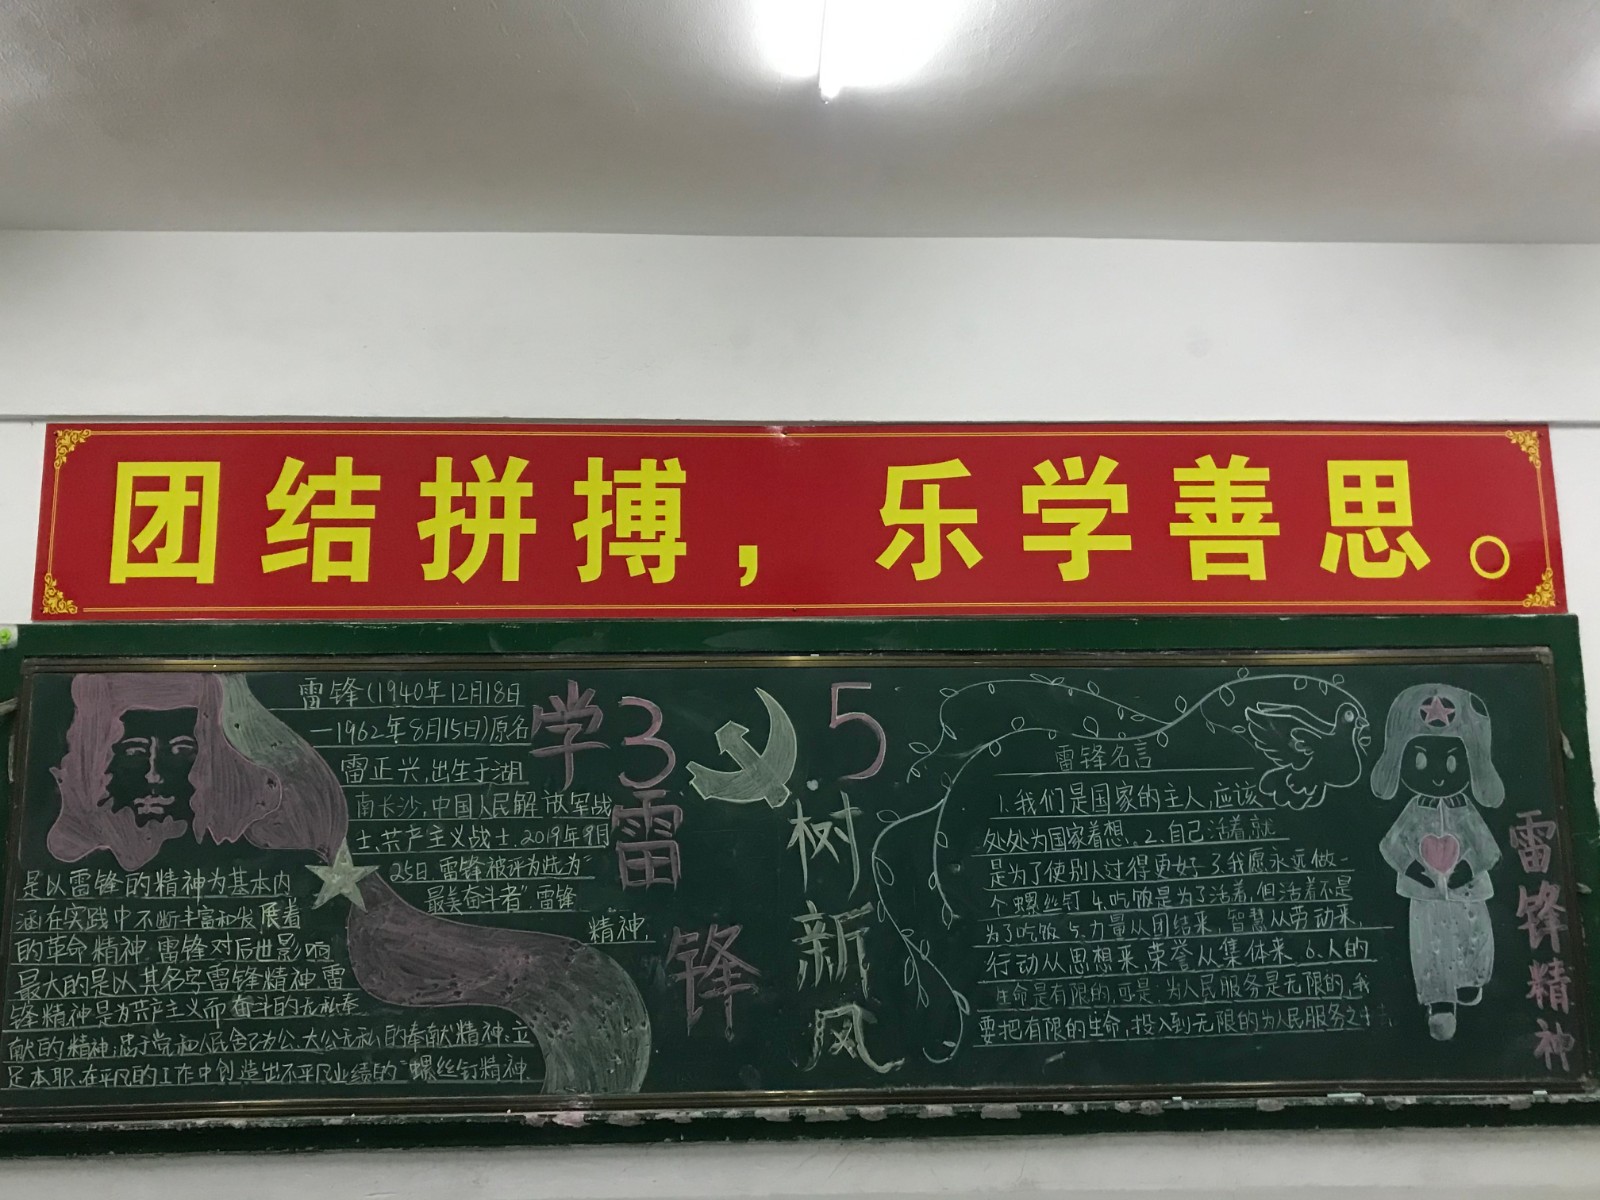 团结拼搏，乐学善思。
雷锋(1940年12月18日
—1962年8月15日)原名
雷正兴,出生于湖
南长沙,中国人民解放军战
士,共产主义战士.2019年9月
25日,雷锋被评为选为"
最美奋斗者".雷锋
精神,
是以雷锋的精神为基本内
涵在实践中不断丰富和发展着
的革命精神.雷锋对后世影响
最大的是以其名字雷锋精神雷
锋精神是为共产主义而奋斗的无私奉
献的精神;忠于党和人民舍己为公、大公无私的奉献精神;立
足本职、在平凡的工作中创造出不平凡业绩的"螺丝钉精神
学雷锋
3 5
树新风
雷锋名言
1.我们是国家的主人,应该
处处为国家着想.2.自己活着,就
是为了使别人过得更好 3.我愿永远做一
个螺丝钉 4.吃饭是为了活着,但活着不是
为了吃饭 5.力量从团结来,智慧从劳动来,
行动从思想来,荣誉从集体来 6.人的
生命是有限的,可是:为人民服务是无限的,我
要把有限的生命,投入到无限的为人民服务之
雷锋精神